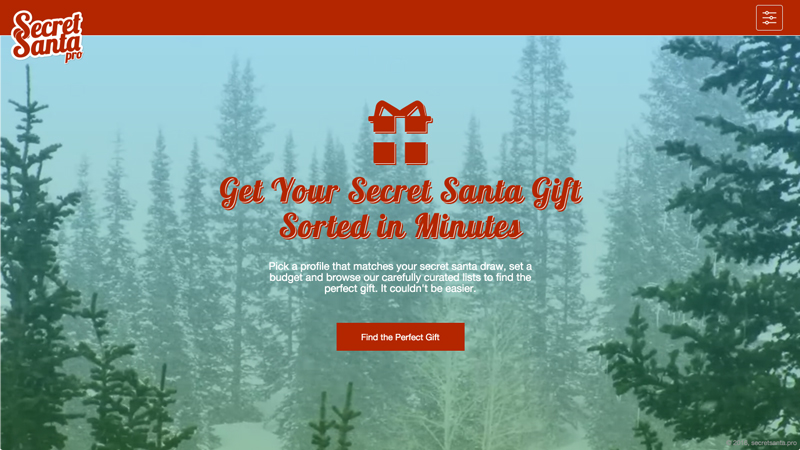 Secret
Santa
pro
Get Your Secret Santa Gift
Sorted in Minutes
Pick a profile that matches your secret santa draw, set a
budget and browse our carefully curated lists to find the
perfect gift. It couldn't be easier.
Find the Perfect Gift
secretsanta.pro